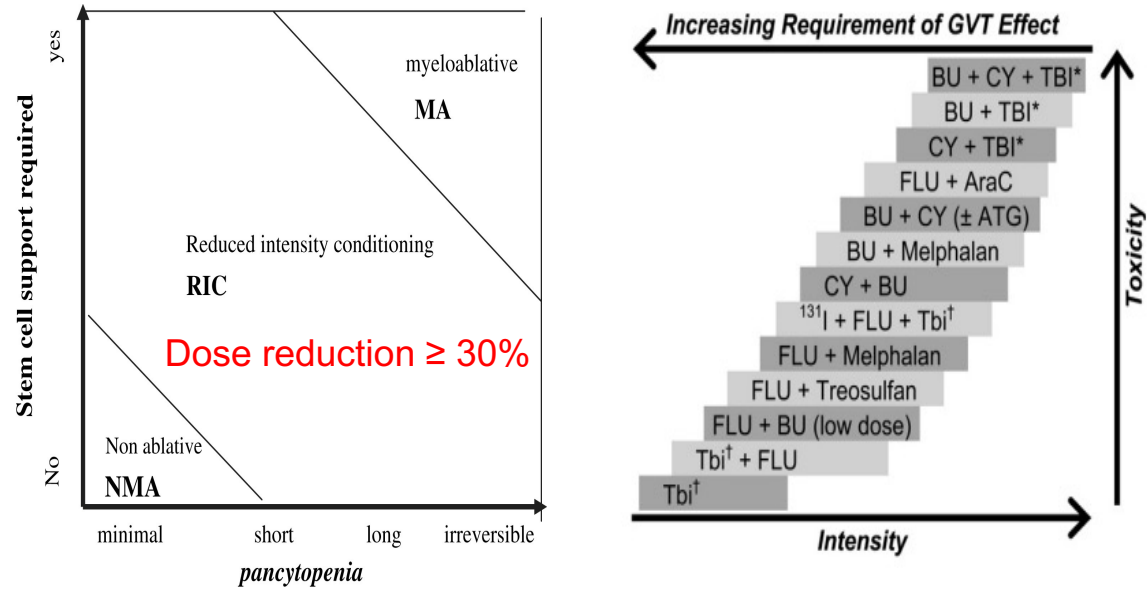 yes
Stem cell support required
No
myeloablative
MA
Reduced intensity conditioning
RIC
Dose reduction ≥ 30%
Non ablative
NMA
minimal short long irreversible
pancytopenia
Increasing Requirement of GVT Effect
BU + CY + TBI*
BU + TBI*
CY + TBI*
FLU + AraC
BU + CY (± ATG)
BU + Melphalan
CY + BU
¹³¹I + FLU + Tbi†
FLU + Melphalan
FLU + Treosulfan
FLU + BU (low dose)
Tbi† + FLU
Tbi†
Intensity
Toxicity